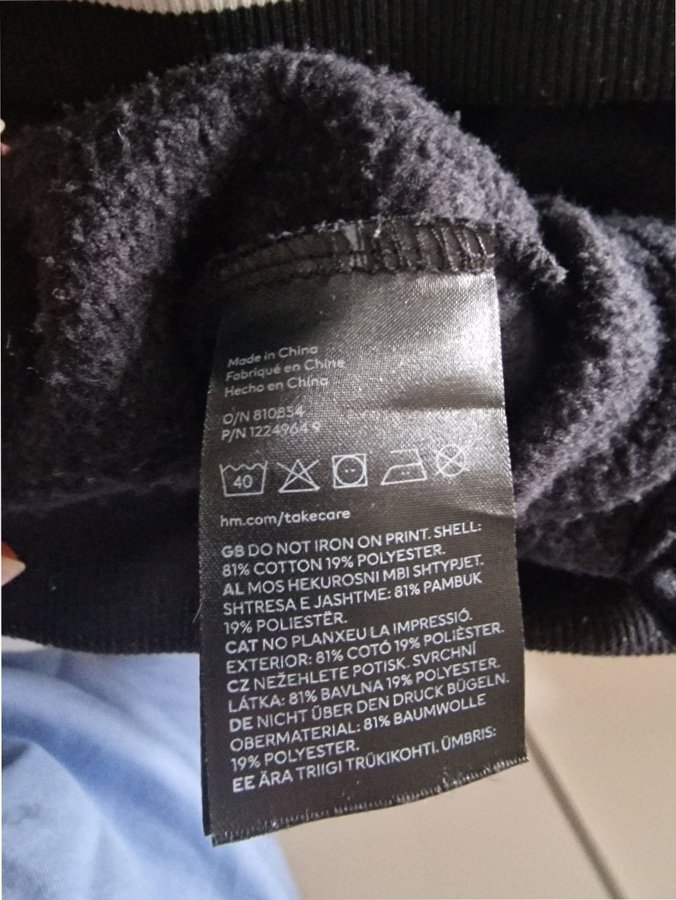 Made in China
Fabriqué en Chine
Hecho en China
O/N 810854
P/N 1224964 9
40
hm.com/takecare
GB DO NOT IRON ON PRINT. SHELL:
81% COTTON 19% POLYESTER.
AL MOS HEKUROSNI MBI SHTYPJET.
SHTRESA E JASHTME: 81% PAMBUK
19% POLIESTËR.
CAT NO PLANXEU LA IMPRESSIÓ.
EXTERIOR: 81% COTÓ 19% POLIÈSTER.
CZ NEŽEHLETE POTISK. SVRCHNÍ
LÁTKA: 81% BAVLNA 19% POLYESTER.
DE NICHT ÜBER DEN DRUCK BÜGELN.
OBERMATERIAL: 81% BAUMWOLLE
19% POLYESTER.
EE ÄRA TRIIGI TRÜKIKOHTI. ÜMBRIS: